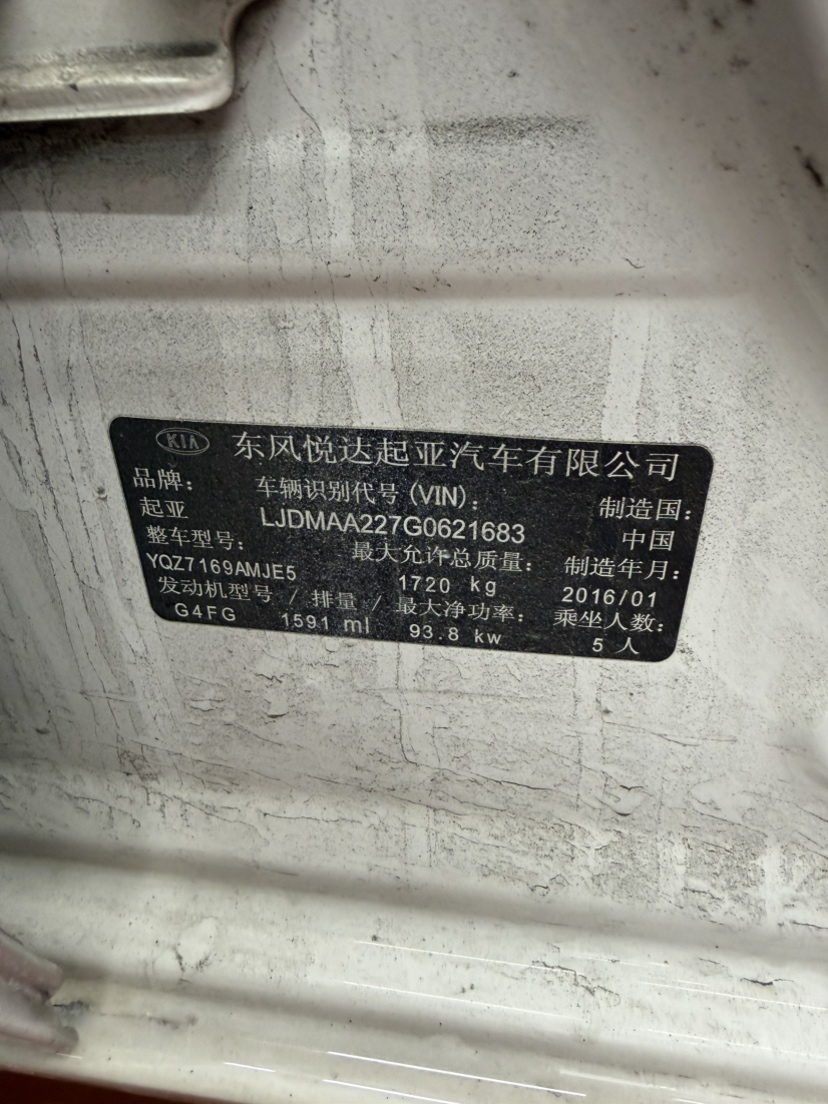 KIA 东风悦达起亚汽车有限公司
品牌： 车辆识别代号(VIN)： 制造国：
起亚 LJDMAA227G0621683 中国
整车型号： 最大允许总质量： 制造年月：
YQZ7169AMJE5 1720 kg 2016/01
发动机型号 / 排量 / 最大净功率： 乘坐人数：
G4FG 1591 ml 93.8 kw 5 人